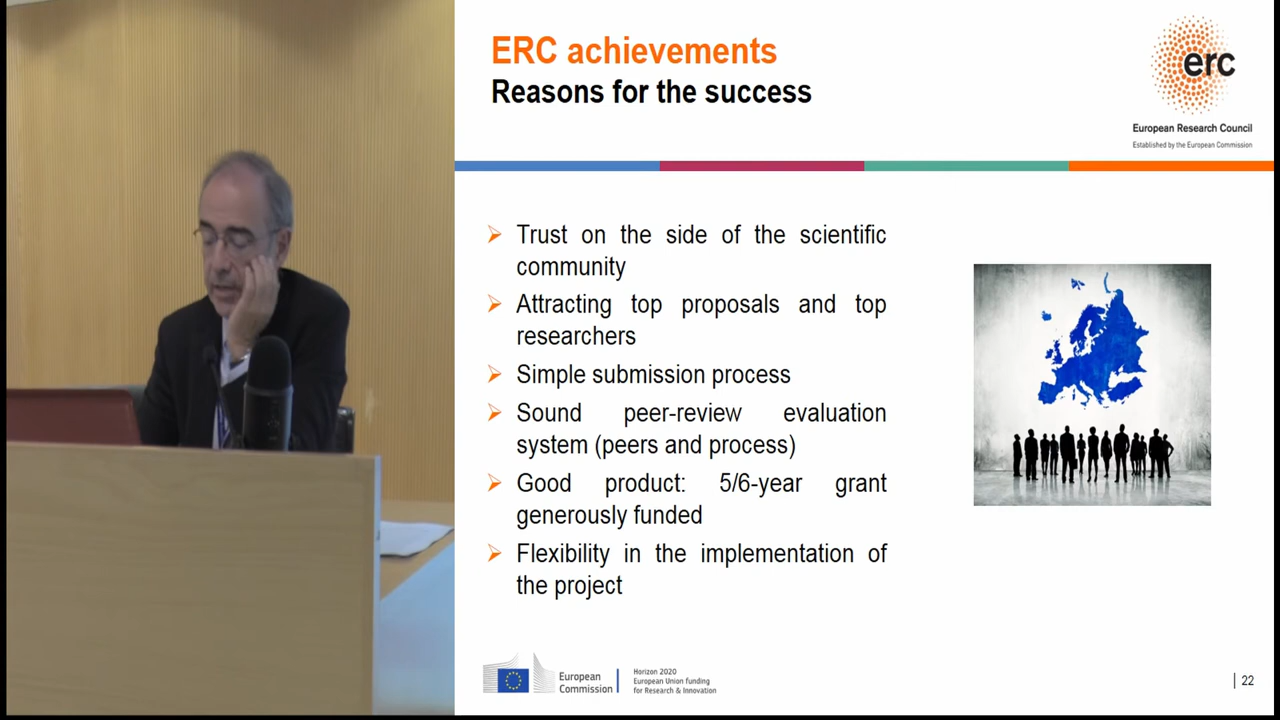 ERC achievements
Reasons for the success
erc
European Research Council
Established by the European Commission
Trust on the side of the scientific
community
Attracting top proposals and top
researchers
Simple submission process
Sound peer-review evaluation
system (peers and process)
Good product: 5/6-year grant
generously funded
Flexibility in the implementation of
the project
European
Commission
Horizon 2020
European Union funding
for Research & Innovation
| 22